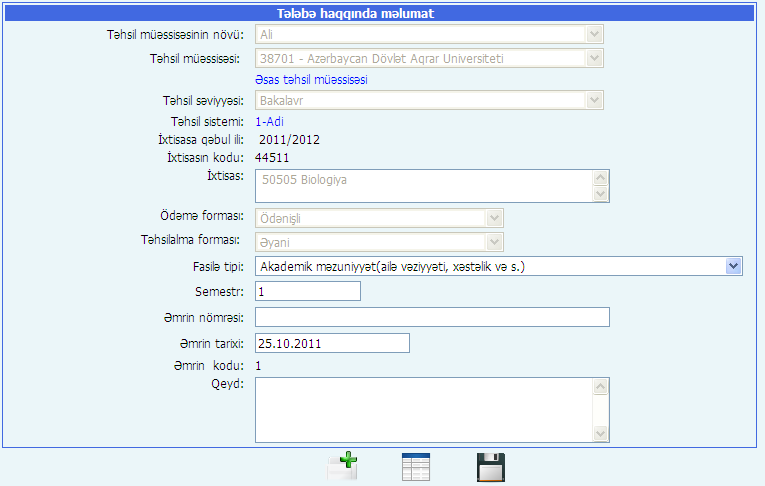 Tələbə haqqında məlumat
Təhsil müəssisəsinin növü: Ali
Təhsil müəssisəsi: 38701 - Azərbaycan Dövlət Aqrar Universiteti
Əsas təhsil müəssisəsi
Təhsil səviyyəsi: Bakalavr
Təhsil sistemi: 1-Adi
İxtisasa qəbul ili: 2011/2012
İxtisasın kodu: 44511
İxtisas: 50505 Biologiya
Ödəmə forması: Ödənişli
Təhsilalma forması: Əyani
Fasilə tipi: Akademik məzuniyyət(ailə vəziyyəti, xəstəlik və s.)
Semestr: 1
Əmrin nömrəsi:
Əmrin tarixi: 25.10.2011
Əmrin kodu: 1
Qeyd: